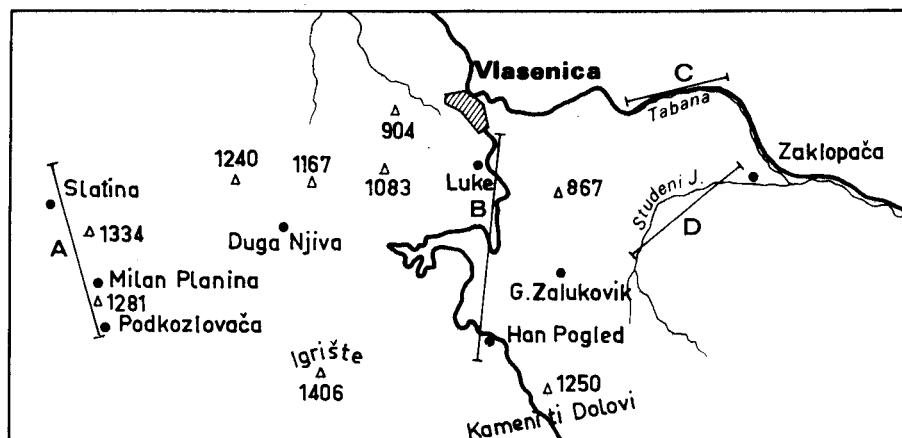 Vlasenica
C
Tabana
904
Zaklopača
1240
1167
1083
Luke
867
Slatina
B
Studeni J.
D
1334
A
Duga Njiva
Milan Planina
1281
G.Zalukovik
Podkozlovača
Han Pogled
Igrište
1406
1250
Kameniti Dolovi